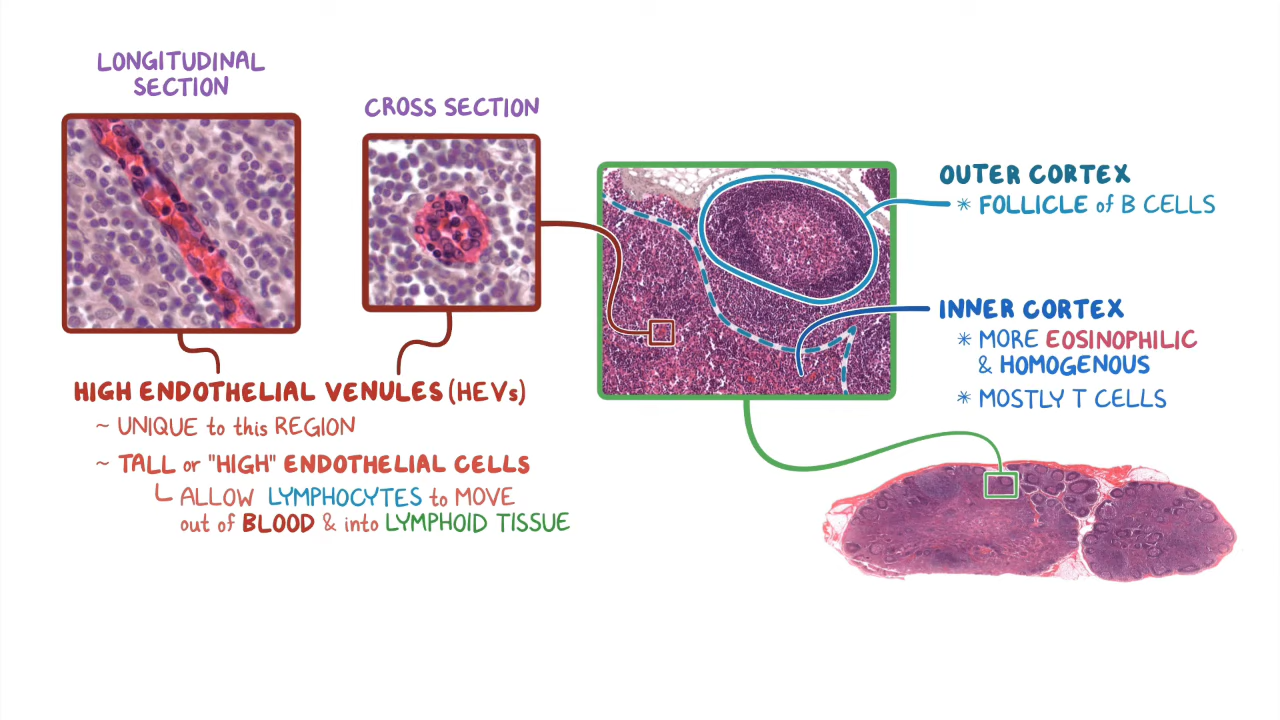 LONGITUDINAL
SECTION
CROSS SECTION
HIGH ENDOTHELIAL VENULES (HEVs)
~ UNIQUE to this REGION
~ TALL or "HIGH" ENDOTHELIAL CELLS
ALLOW LYMPHOCYTES to MOVE
out of BLOOD & into LYMPHOID TISSUE
OUTER CORTEX
* FOLLICLE of B CELLS
INNER CORTEX
* MORE EOSINOPHILIC
& HOMOGENOUS
* MOSTLY T CELLS